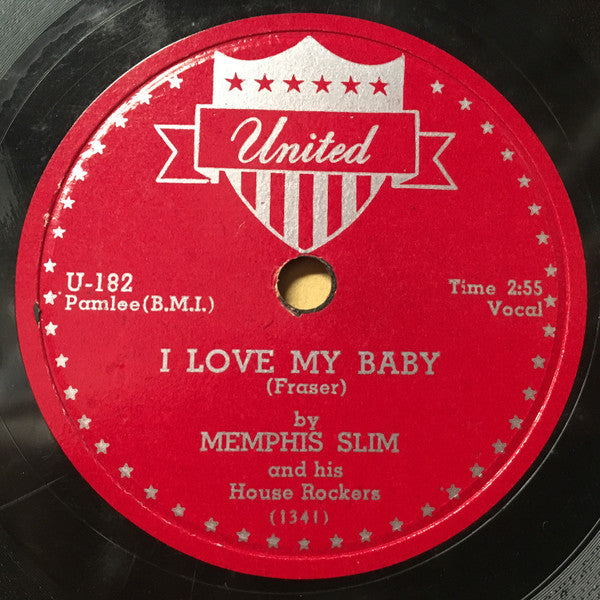 United
U-182
Pamlee (B.M.I.)
Time 2:55
Vocal
I LOVE MY BABY
(Fraser)
by
MEMPHIS SLIM
and his
House Rockers
(1341)